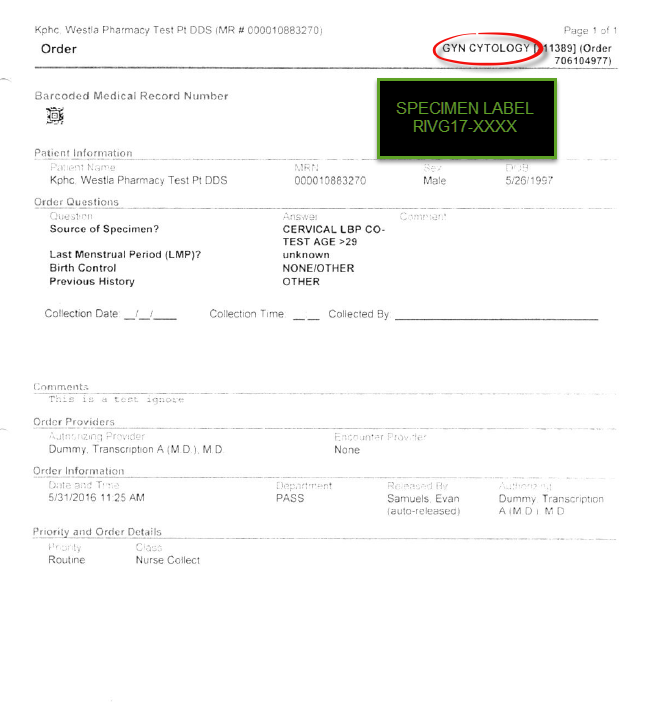 Kphc, Westla Pharmacy Test Pt DDS (MR # 000010883270) Page 1 of 1
Order GYN CYTOLOGY 11389] (Order
706104977)
Barcoded Medical Record Number
SPECIMEN LABEL
RIVG17-XXXX
Patient Information
Patient Name MRN Sex DOB
Kphc, Westla Pharmacy Test Pt DDS 000010883270 Male 5/26/1997
Order Questions
Question Answer Comment
Source of Specimen? CERVICAL LBP CO-
TEST AGE >29
Last Menstrual Period (LMP)? unknown
Birth Control NONE/OTHER
Previous History OTHER
Collection Date: __/__/____ Collection Time: __ __ Collected By: ____________________
Comments
This is a test ignore
Order Providers
Authorizing Provider Encounter Provider
Dummy, Transcription A (M.D.), M.D. None
Order Information
Date and Time Department Released By Authorizing
5/31/2016 11:25 AM PASS Samuels, Evan Dummy, Transcription
(auto-released) A (M.D.), M.D.
Priority and Order Details
Priority Class
Routine Nurse Collect